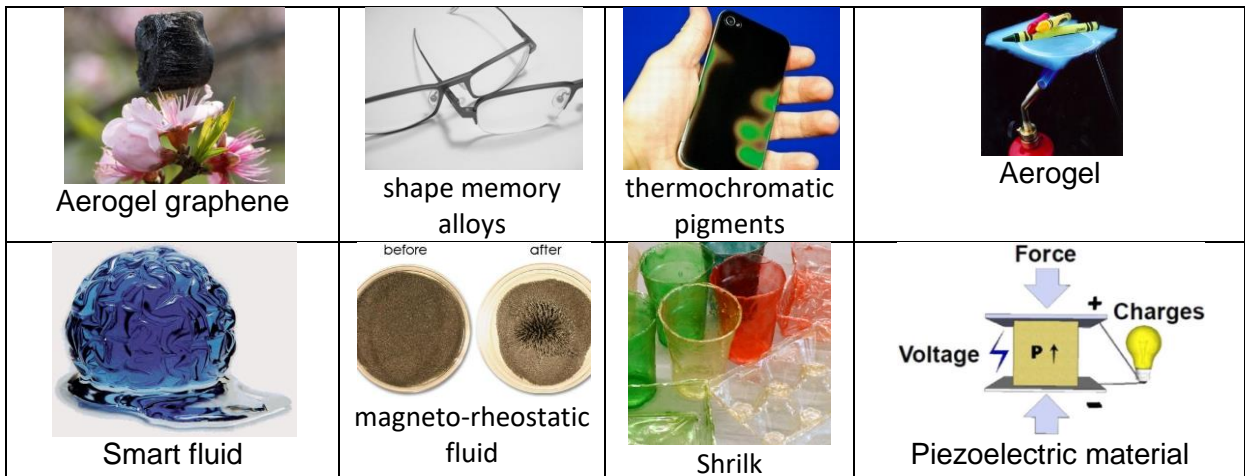 Aerogel graphene
shape memory
alloys
thermochromatic
pigments
Aerogel
Smart fluid
before
after
magneto-rheostatic
fluid
Shrilk
Force
+
Charges
Voltage
P ↑
-
Piezoelectric material